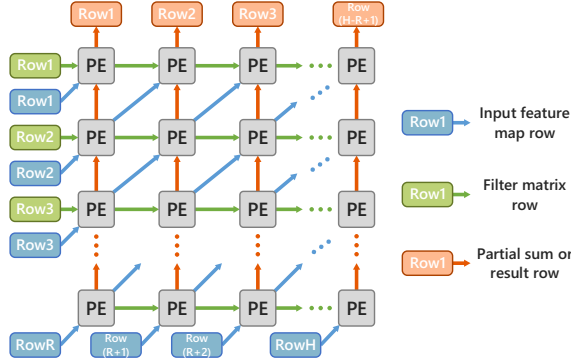 Row1 Row2 Row3 Row (H-R+1)
Row1 PE PE PE PE
Row1
Row2 PE PE PE PE
Row2
Row3 PE PE PE PE
Row3
PE PE PE PE
RowR Row (R+1) Row (R+2) RowH
Row1 Input feature
map row
Row1 Filter matrix
row
Row1 Partial sum or
result row